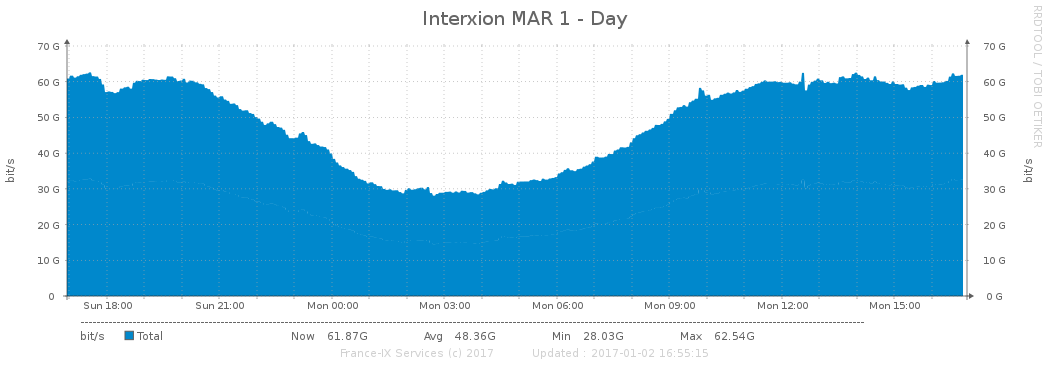 Interxion MAR 1 - Day
RRDTOOL / TOBI OETIKER
70 G 70 G
60 G 60 G
50 G 50 G
40 G 40 G
30 G 30 G
20 G 20 G
10 G 10 G
0 0 G
bit/s bit/s
Sun 18:00 Sun 21:00 Mon 00:00 Mon 03:00 Mon 06:00 Mon 09:00 Mon 12:00 Mon 15:00
bit/s Total Now 61.87G Avg 48.36G Min 28.03G Max 62.54G
France-IX Services (c) 2017 Updated : 2017-01-02 16:55:15